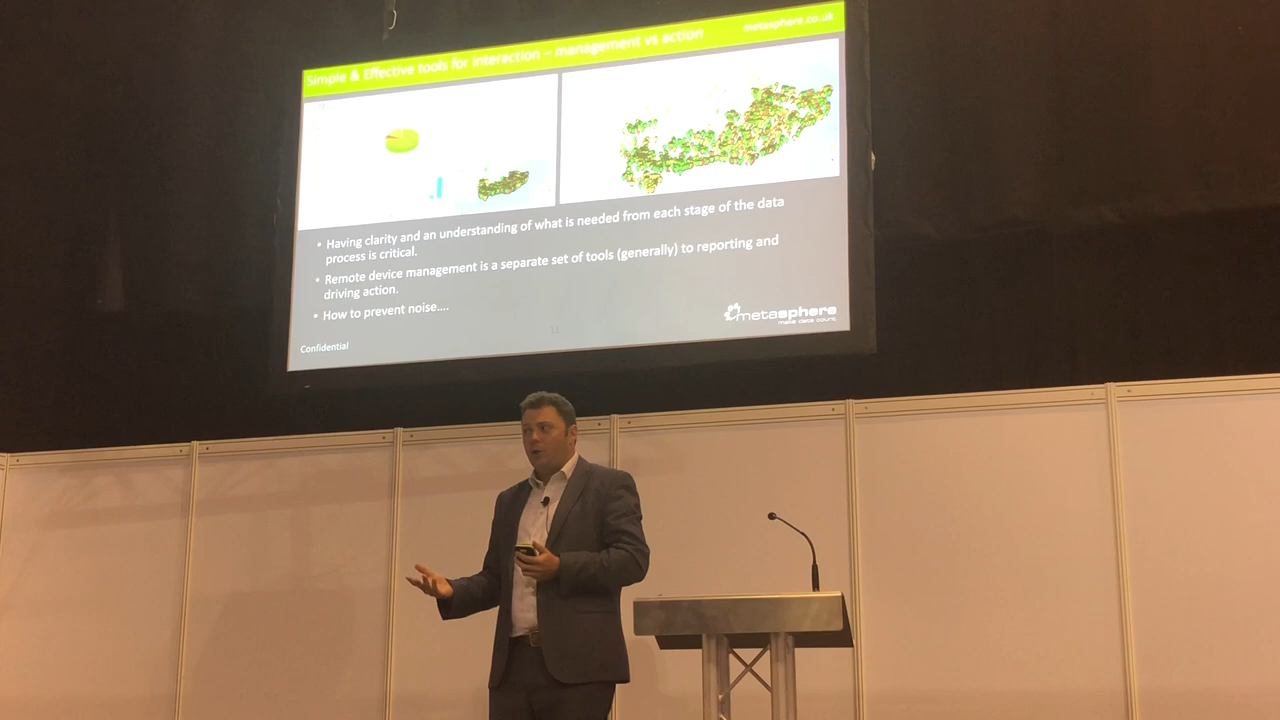 Simple & Effective tools for interaction – management vs action
metasphere.co.uk
• Having clarity and an understanding of what is needed from each stage of the data
process is critical.
• Remote device management is a separate set of tools (generally) to reporting and
driving action.
• How to prevent noise....
11
metasphere
make data count
Confidential